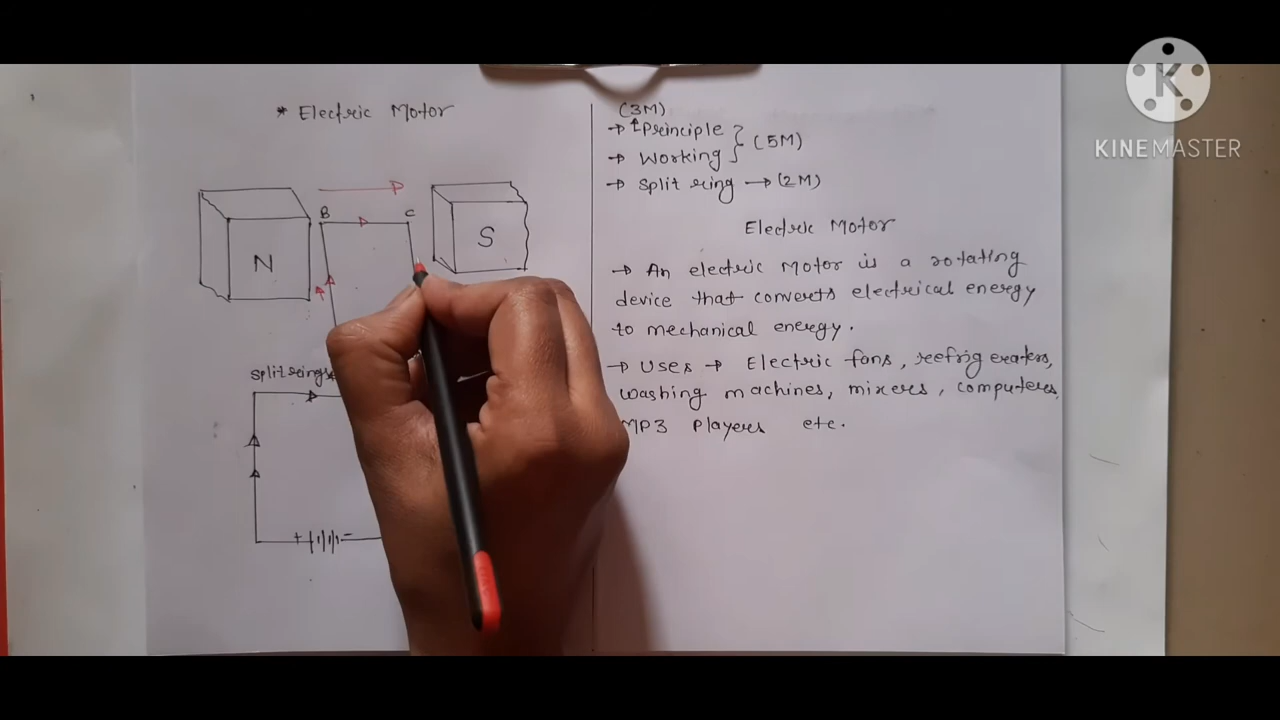 * Electric Motor
B
C
N
S
Split rings
+
-
(3M)
→ Principle
→ Working } (5M)
→ Split ring → (2M)
Electric Motor
→ An electric Motor is a rotating
device that converts electrical energy
to mechanical energy.
→ Uses → Electric fans, reefrigeraters,
washing machines, mixers, computers,
MP3 Players etc.
K
KINEMASTER